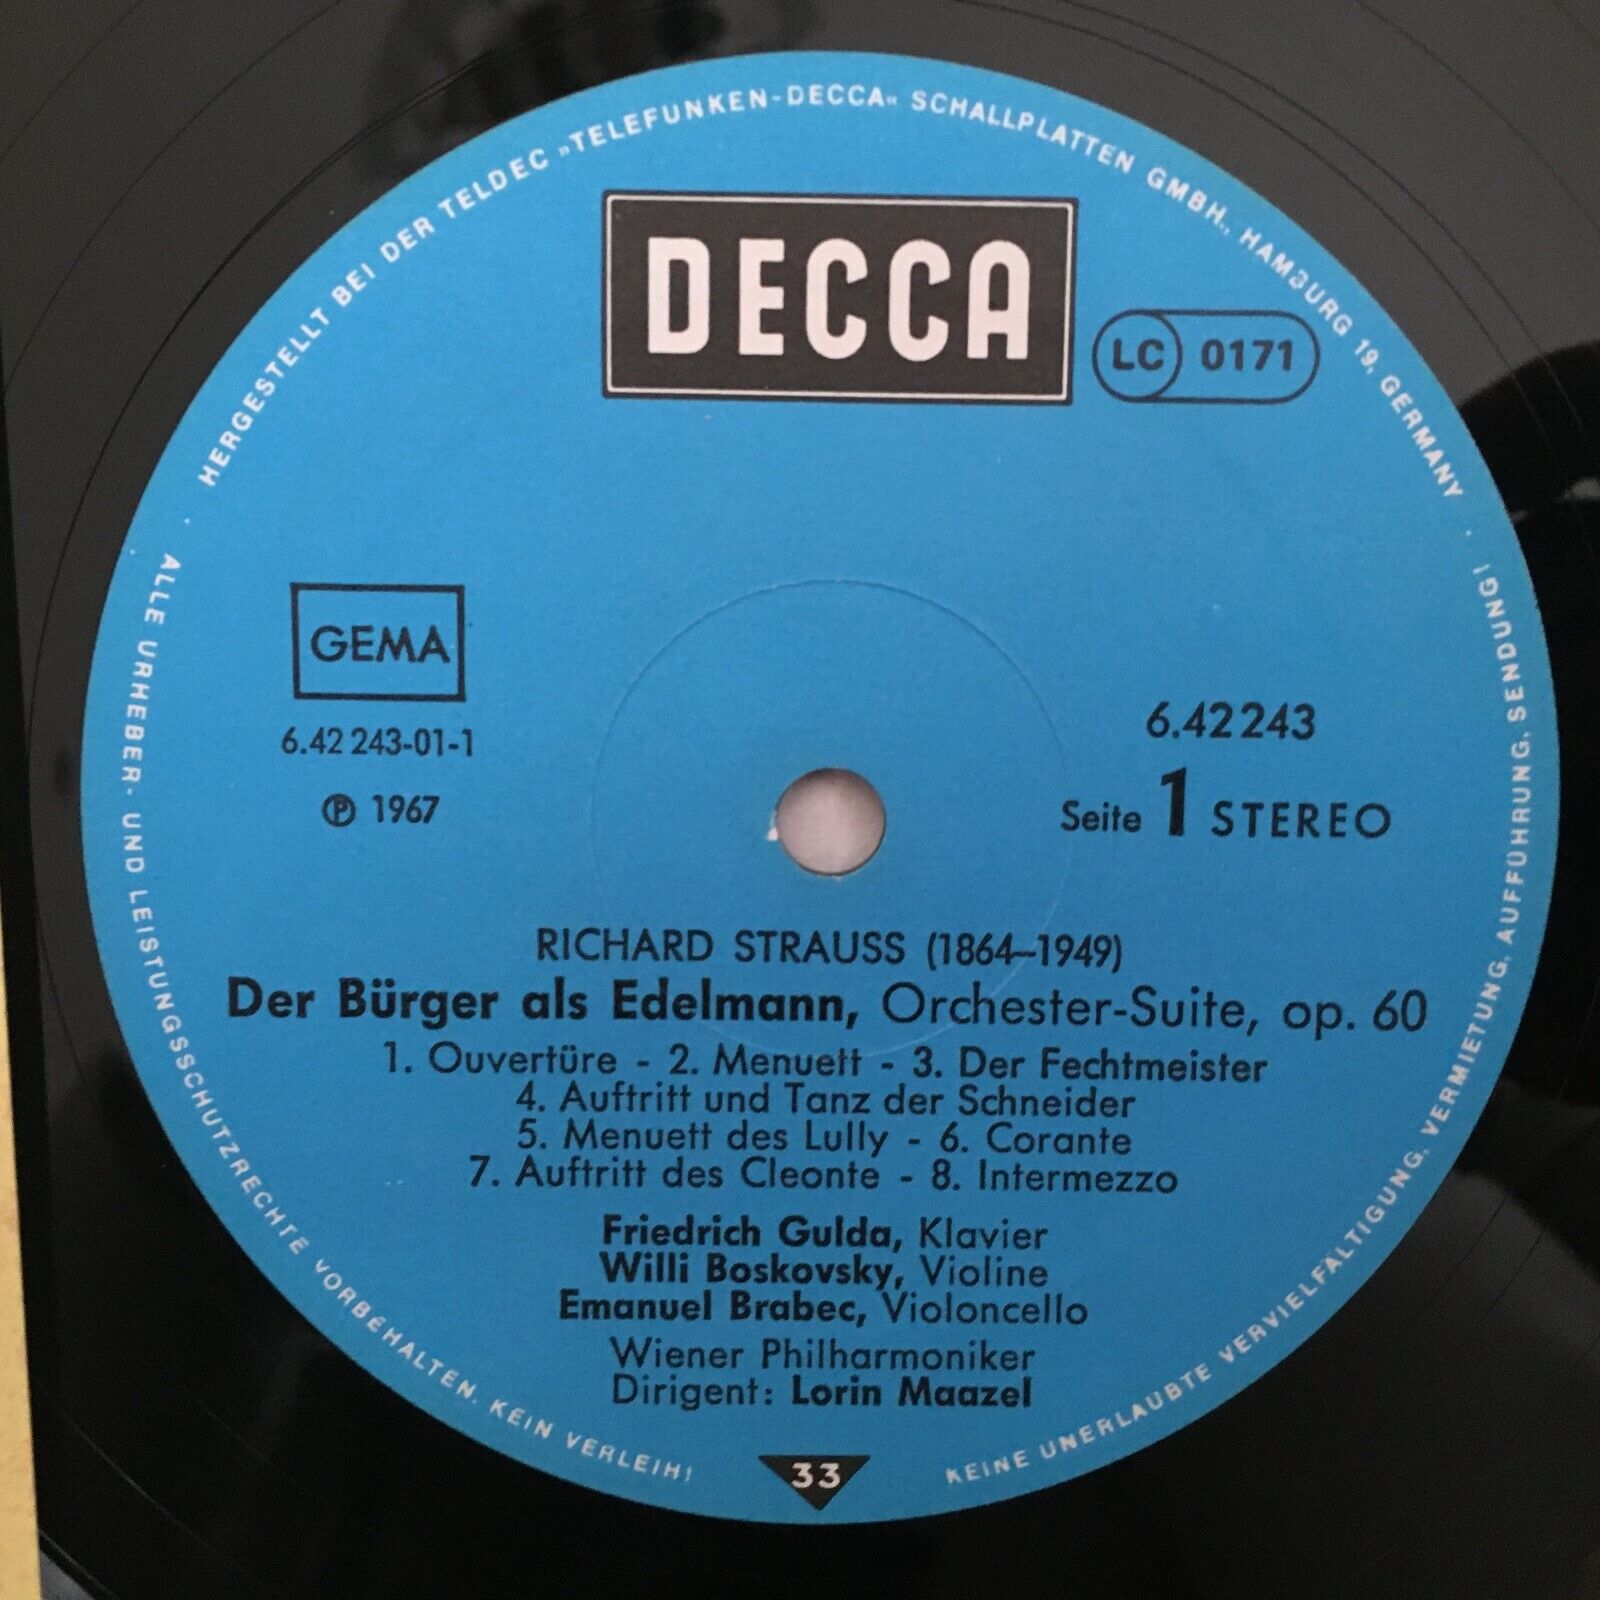 HERGESTELLT BEI DER TELDEC »TELEFUNKEN-DECCA« SCHALLPLATTEN GMBH., HAMBURG 19, GERMANY
DECCA
LC 0171
GEMA
6.42 243-01-1
℗ 1967
6.42243
Seite 1 STEREO
RICHARD STRAUSS (1864–1949)
Der Bürger als Edelmann, Orchester-Suite, op. 60
1. Ouvertüre - 2. Menuett - 3. Der Fechtmeister
4. Auftritt und Tanz der Schneider
5. Menuett des Lully - 6. Corante
7. Auftritt des Cleonte - 8. Intermezzo
Friedrich Gulda, Klavier
Willi Boskovsky, Violine
Emanuel Brabec, Violoncello
Wiener Philharmoniker
Dirigent: Lorin Maazel
33
ALLE URHEBER- UND LEISTUNGSSCHUTZRECHTE VORBEHALTEN. KEIN VERLEIH!
KEINE UNERLAUBTE VERVIELFÄLTIGUNG, VERMIETUNG, AUFFÜHRUNG, SENDUNG!